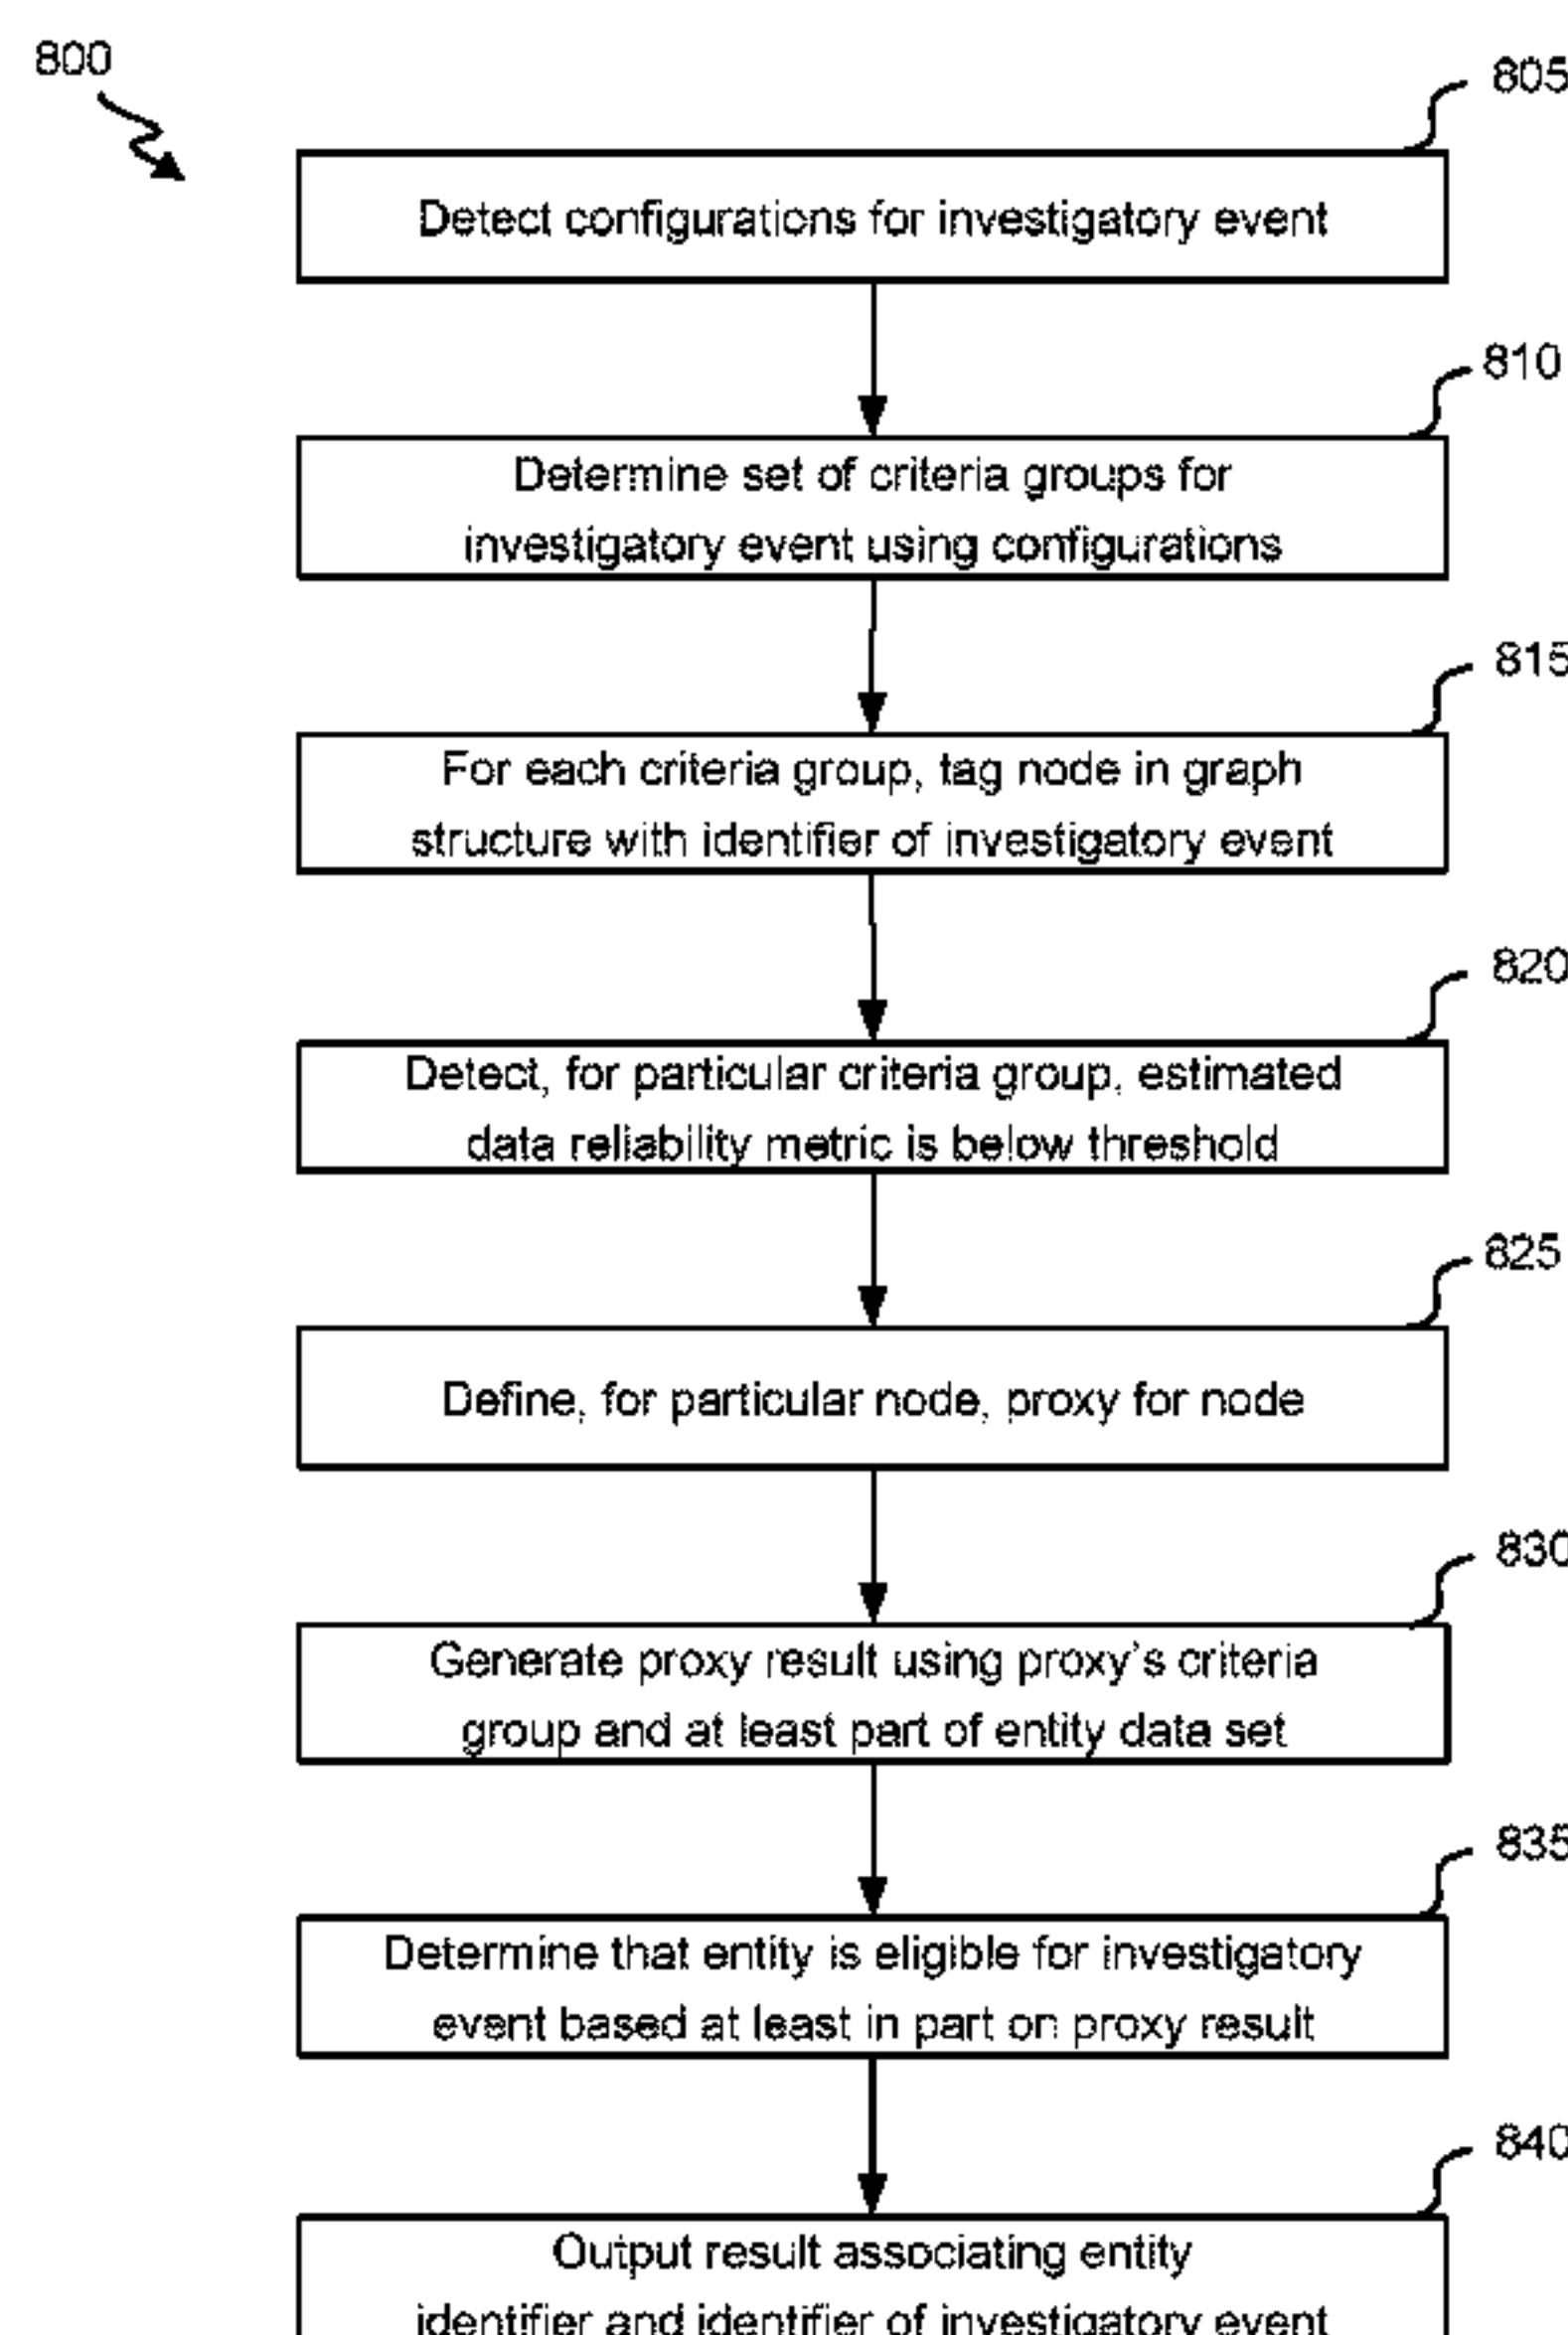 800
805
Detect configurations for investigatory event
810
Determine set of criteria groups for
investigatory event using configurations
815
For each criteria group, tag node in graph
structure with identifier of investigatory event
820
Detect, for particular criteria group, estimated
data reliability metric is below threshold
825
Define, for particular node, proxy for node
830
Generate proxy result using proxy's criteria
group and at least part of entity data set
835
Determine that entity is eligible for investigatory
event based at least in part on proxy result
840
Output result associating entity
identifier and identifier of investigatory event